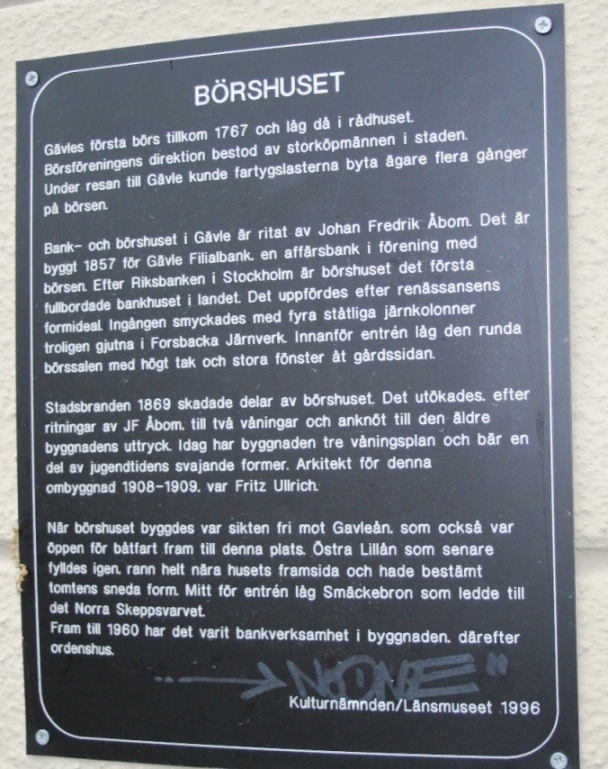 BÖRSHUSET
Gävles första börs tillkom 1767 och låg då i rådhuset.
Börsföreningens direktion bestod av storköpmännen i staden.
Under resan till Gävle kunde fartygslasterna byta ägare flera gånger
på börsen.
Bank- och börshuset i Gävle är ritat av Johan Fredrik Åbom. Det är
byggt 1857 för Gävle Filialbank, en affärsbank i förening med
börsen. Efter Riksbanken i Stockholm är börshuset det första
fullbordade bankhuset i landet. Det uppfördes efter renässansens
formideal. Ingången smyckades med fyra ståtliga järnkolonner
troligen gjutna i Forsbacka Järnverk. Innanför entrén låg den runda
börssalen med högt tak och stora fönster åt gårdssidan.
Stadsbranden 1869 skadade delar av börshuset. Det utökades, efter
ritningar av JF Åbom, till två våningar och anknöt till den äldre
byggnadens uttryck. Idag har byggnaden tre våningsplan och bär en
del av jugendtidens svajande former. Arkitekt för denna
ombyggnad 1908-1909, var Fritz Ullrich.
När börshuset byggdes var sikten fri mot Gavleån, som också var
öppen för båtfart fram till denna plats. Östra Lillån som senare
fylldes igen, rann helt nära husets framsida och hade bestämt
tomtens sneda form. Mitt för entrén låg Smäckebron som ledde till
det Norra Skeppsvarvet.
Fram till 1960 har det varit bankverksamhet i byggnaden, därefter
ordenshus.
NONE
Kulturnämnden/Länsmuseet 1996